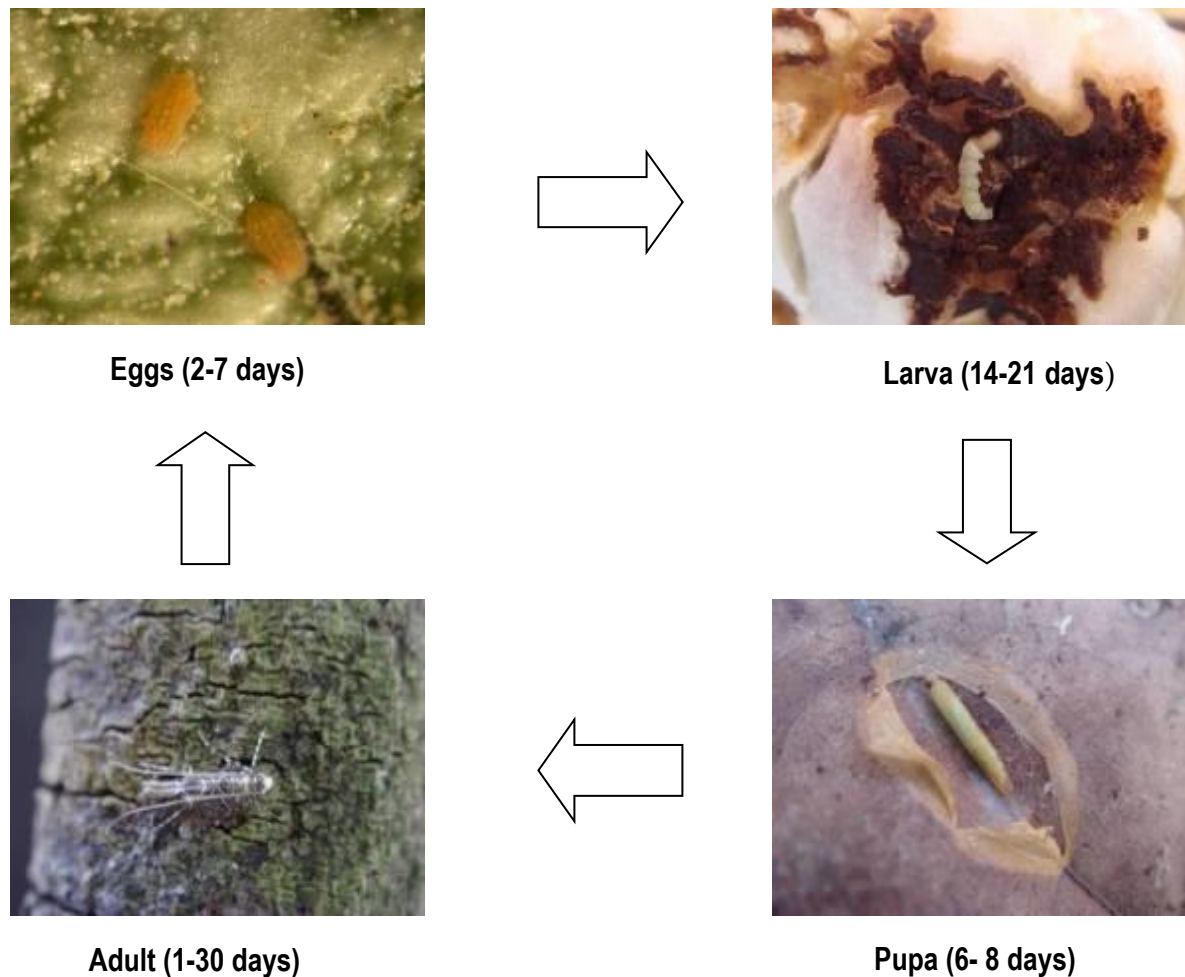 Eggs (2-7 days)
Larva (14-21 days)
Adult (1-30 days)
Pupa (6- 8 days)